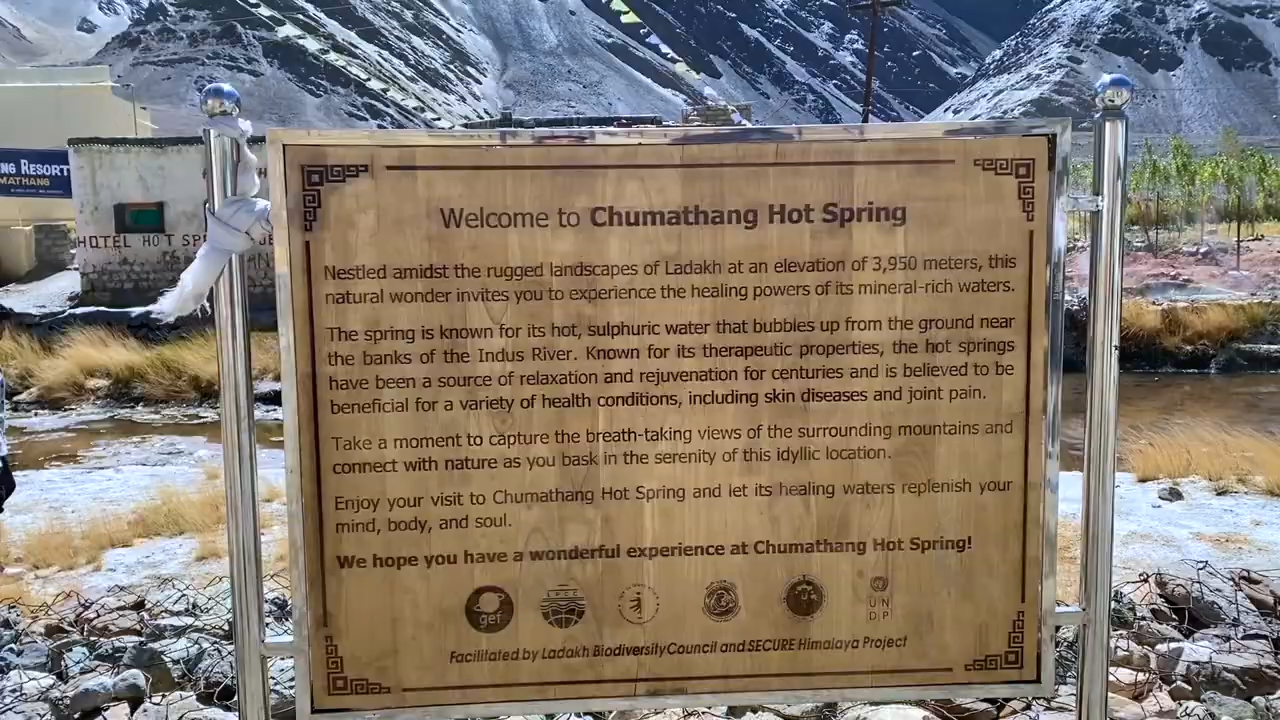 NG RESORT
MATHANG
HOTEL HOT
Welcome to Chumathang Hot Spring
Nestled amidst the rugged landscapes of Ladakh at an elevation of 3,950 meters, this
natural wonder invites you to experience the healing powers of its mineral-rich waters.
The spring is known for its hot, sulphuric water that bubbles up from the ground near
the banks of the Indus River. Known for its therapeutic properties, the hot springs
have been a source of relaxation and rejuvenation for centuries and is believed to be
beneficial for a variety of health conditions, including skin diseases and joint pain.
Take a moment to capture the breath-taking views of the surrounding mountains and
connect with nature as you bask in the serenity of this idyllic location.
Enjoy your visit to Chumathang Hot Spring and let its healing waters replenish your
mind, body, and soul.
We hope you have a wonderful experience at Chumathang Hot Spring!
gef
LPCC
UN
DP
Facilitated by Ladakh Biodiversity Council and SECURE Himalaya Project